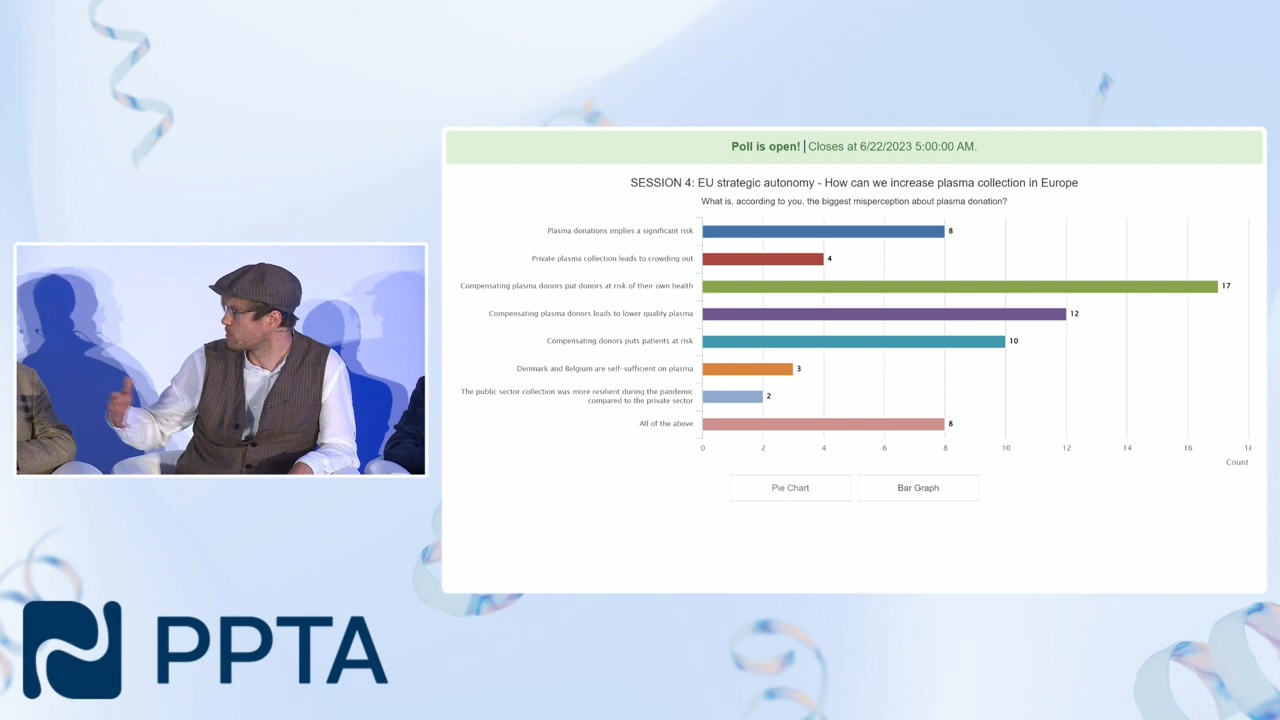 Poll is open! Closes at 6/22/2023 5:00:00 AM.
SESSION 4: EU strategic autonomy - How can we increase plasma collection in Europe
What is, according to you, the biggest misperception about plasma donation?
Plasma donations implies a significant risk 8
Private plasma collection leads to crowding out 4
Compensating plasma donors put donors at risk of their own health 17
Compensating plasma donors leads to lower quality plasma 12
Compensating donors puts patients at risk 10
Denmark and Belgium are self-sufficient on plasma 3
The public sector collection was more resilient during the pandemic
compared to the private sector 2
All of the above 8
0 2 4 6 8 10 12 14 16 18
Count
Pie Chart Bar Graph
PPTA